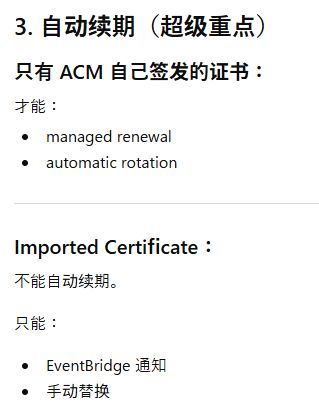 3. 自动续期（超级重点）
只有 ACM 自己签发的证书：
才能：
• managed renewal
• automatic rotation
Imported Certificate：
不能自动续期。
只能：
• EventBridge 通知
• 手动替换